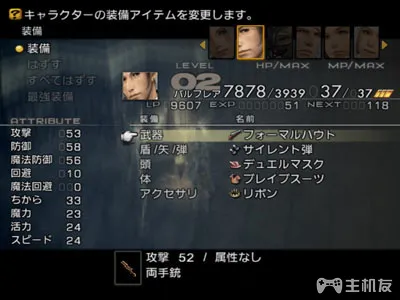 キャラクターの装備アイテムを変更します。
装備
装備
はずす
すべてはずす
最強装備
LEVEL HP/MAX MP/MAX
02
バルフレア 7878/3939 037/037
LP 9607 EXP 51 NEXT 118
ATTRIBUTE
攻撃 053
防御 058
魔法防御 056
回避 010
魔法回避 000
ちから 33
魔力 23
活力 24
スピード 24
装備 名前
武器 フォーマルハウト
盾/矢/弾 サイレント弾
頭 デュエルマスク
体 ブレイブスーツ
アクセサリ リボン
攻撃 52 / 属性なし
両手銃
主机友